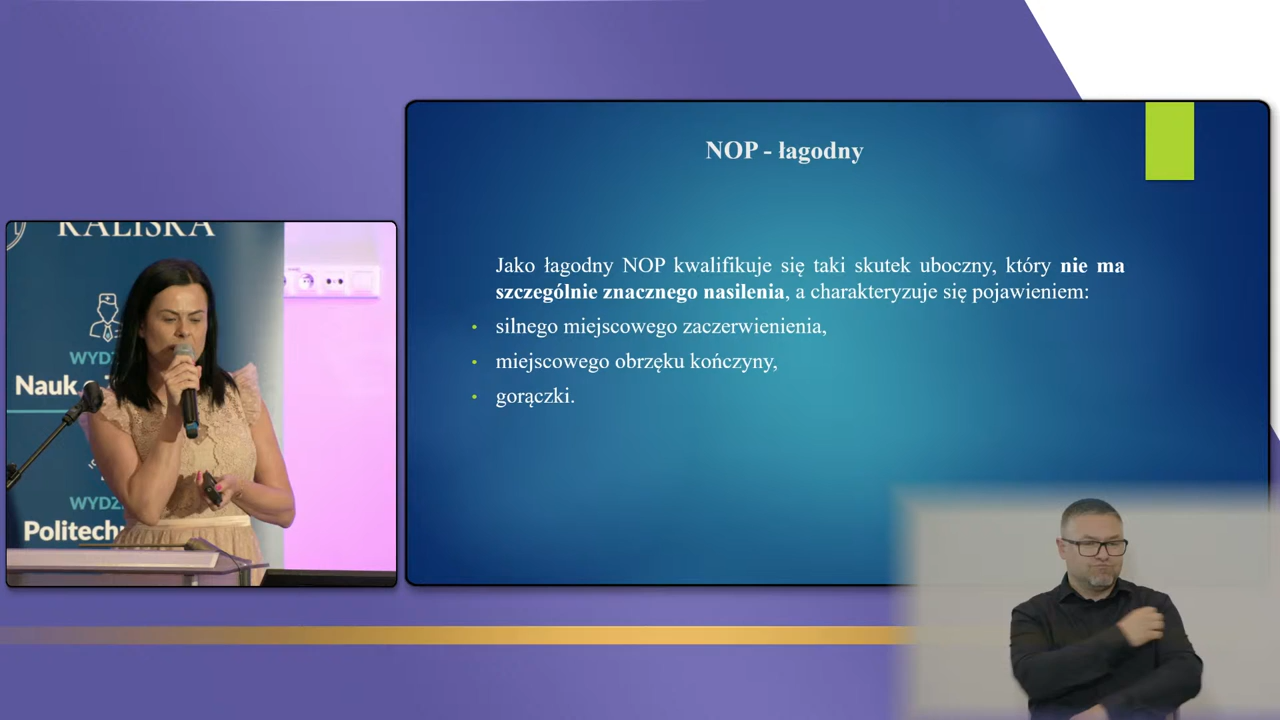 KALISKA
WYDZ
Nauk o
WYDZ
Politech
NOP - łagodny
Jako łagodny NOP kwalifikuje się taki skutek uboczny, który nie ma
szczególnie znacznego nasilenia, a charakteryzuje się pojawieniem:
• silnego miejscowego zaczerwienienia,
• miejscowego obrzęku kończyny,
• gorączki.